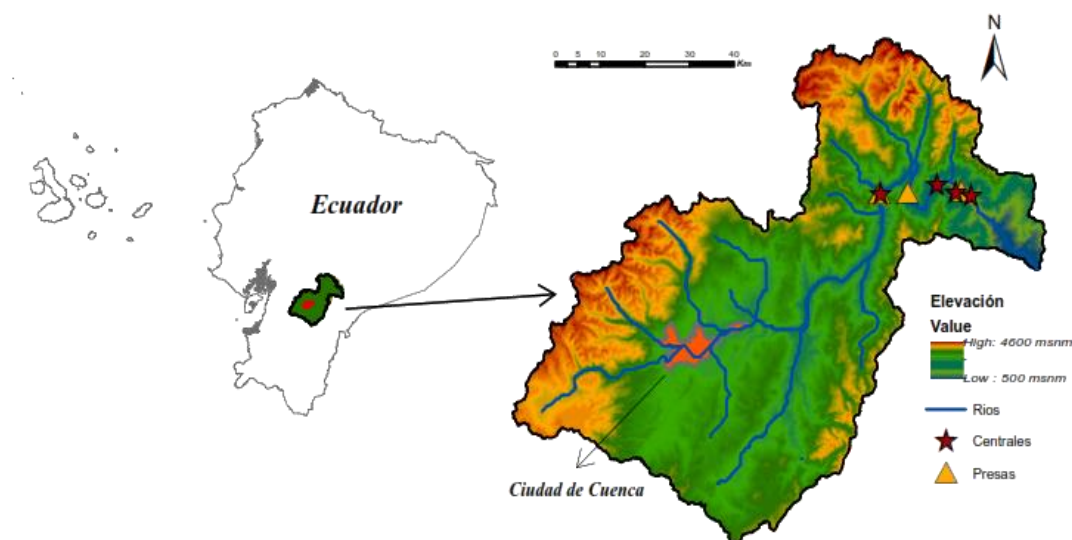 Ecuador
0 5 10 20 30 40
Km
N
Elevación
Value
High: 4600 msnm
Low : 500 msnm
Rios
Centrales
Presas
Ciudad de Cuenca